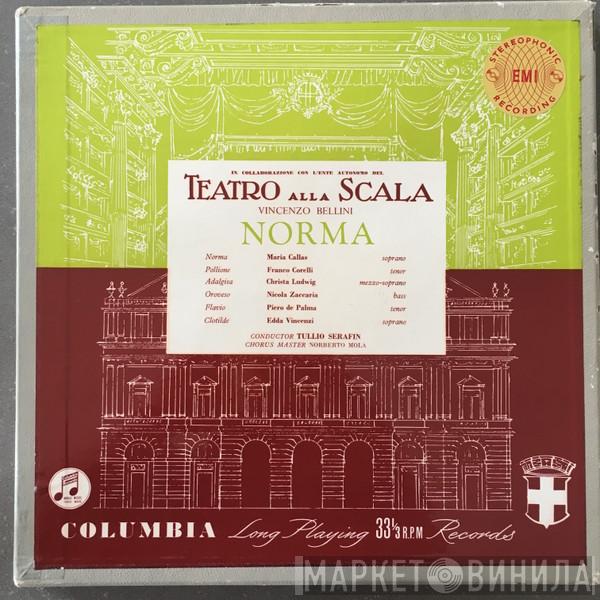 STEREOPHONIC
EMI
RECORDING
IN COLLABORAZIONE CON L'ENTE AUTONOMO DEL
TEATRO ALLA SCALA
VINCENZO BELLINI
NORMA
Norma Maria Callas soprano
Pollione Franco Corelli tenor
Adalgisa Christa Ludwig mezzo-soprano
Oroveso Nicola Zaccaria bass
Flavio Piero de Palma tenor
Clotilde Edda Vincenzi soprano
CONDUCTOR TULLIO SERAFIN
CHORUS MASTER NORBERTO MOLA
COLUMBIA Long Playing 33 1/3 R.P.M Records
МАРКЕТ ВИНИЛА